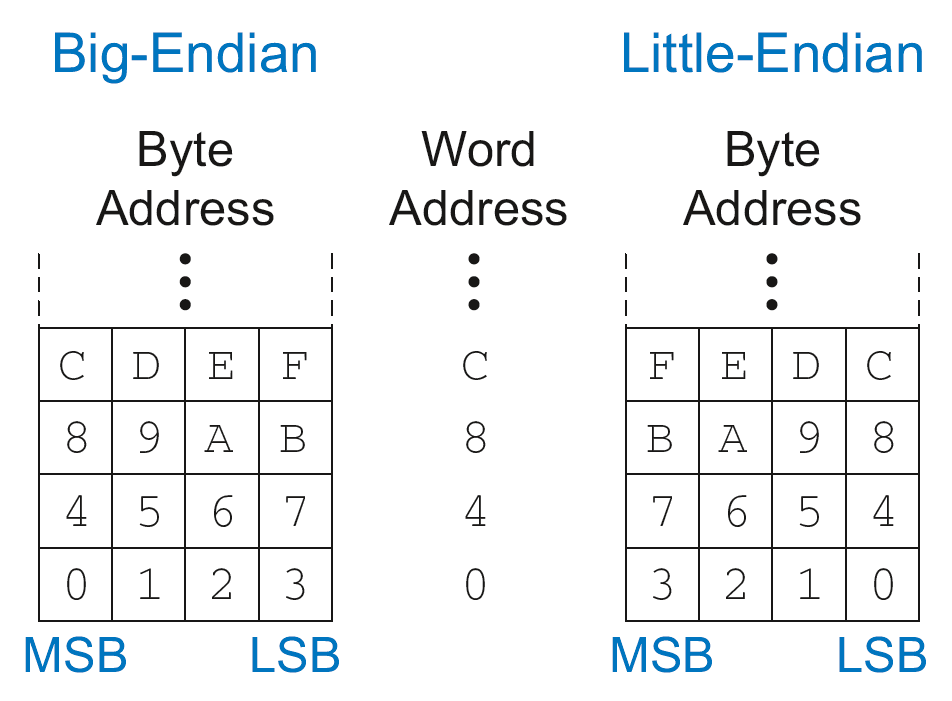 Big-Endian Little-Endian
Byte Word Byte
Address Address Address
C D E F C F E D C
8 9 A B 8 B A 9 8
4 5 6 7 4 7 6 5 4
0 1 2 3 0 3 2 1 0
MSB LSB MSB LSB